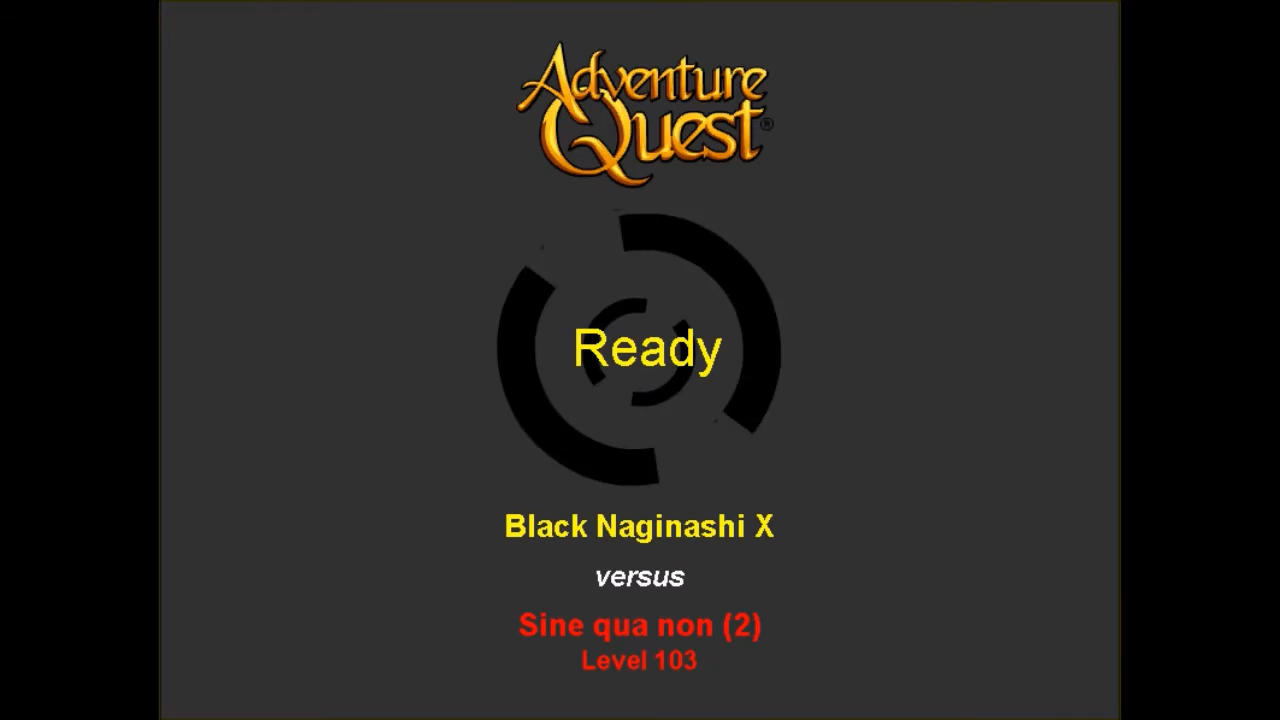 Adventure
Quest®
Ready
Black Naginashi X
versus
Sine qua non (2)
Level 103